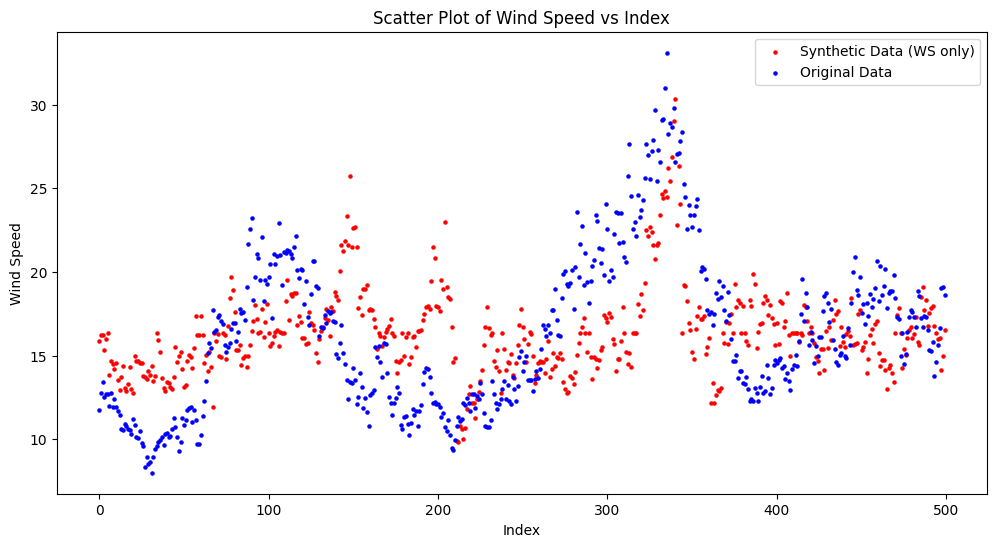 Scatter Plot of Wind Speed vs Index
Synthetic Data (WS only)
Original Data
Wind Speed
30
25
20
15
10
0
100
200
300
400
500
Index